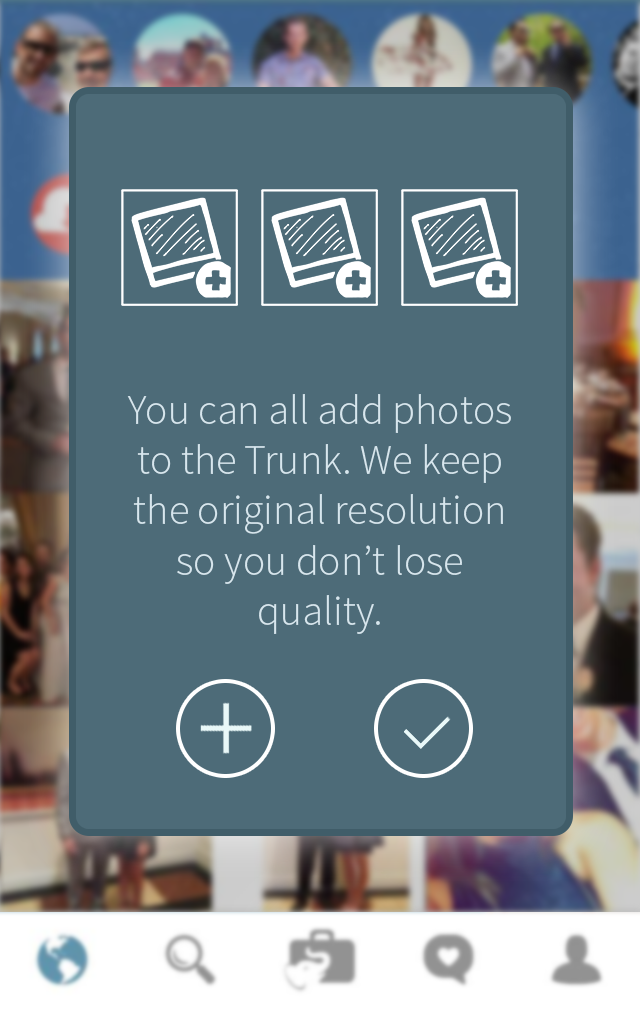 You can all add photos
to the Trunk. We keep
the original resolution
so you don’t lose
quality.